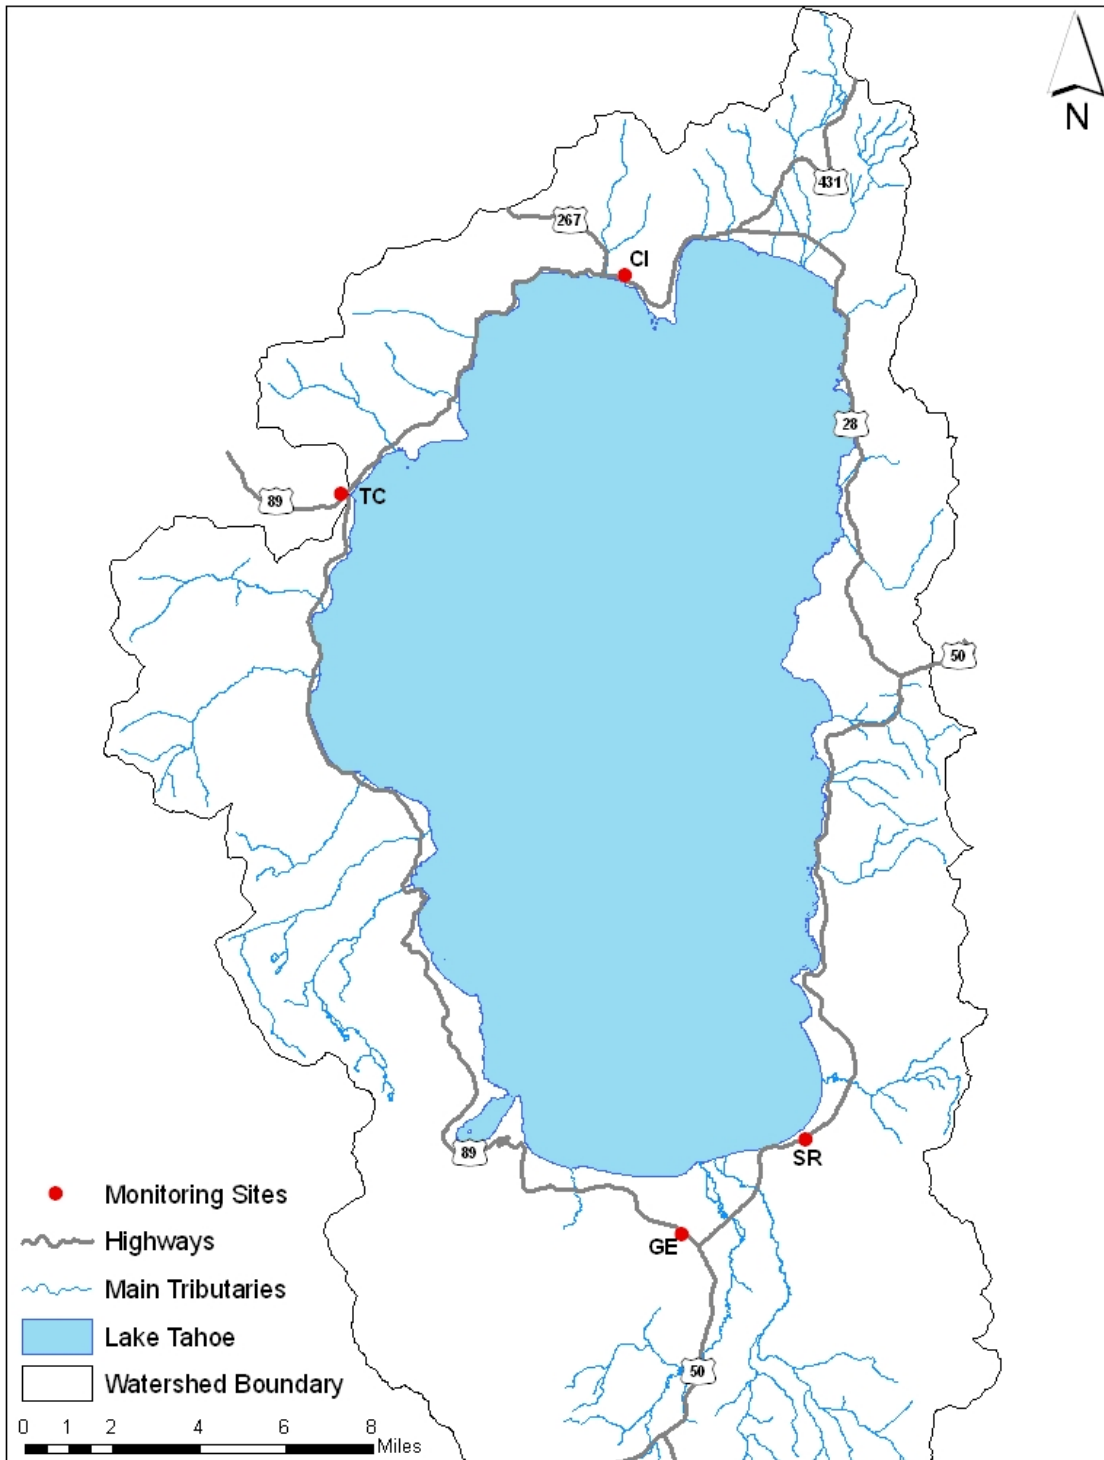 N
431
267
CI
28
TC
89
50
89
SR
GE
50
Monitoring Sites
Highways
Main Tributaries
Lake Tahoe
Watershed Boundary
0 1 2 4 6 8
Miles